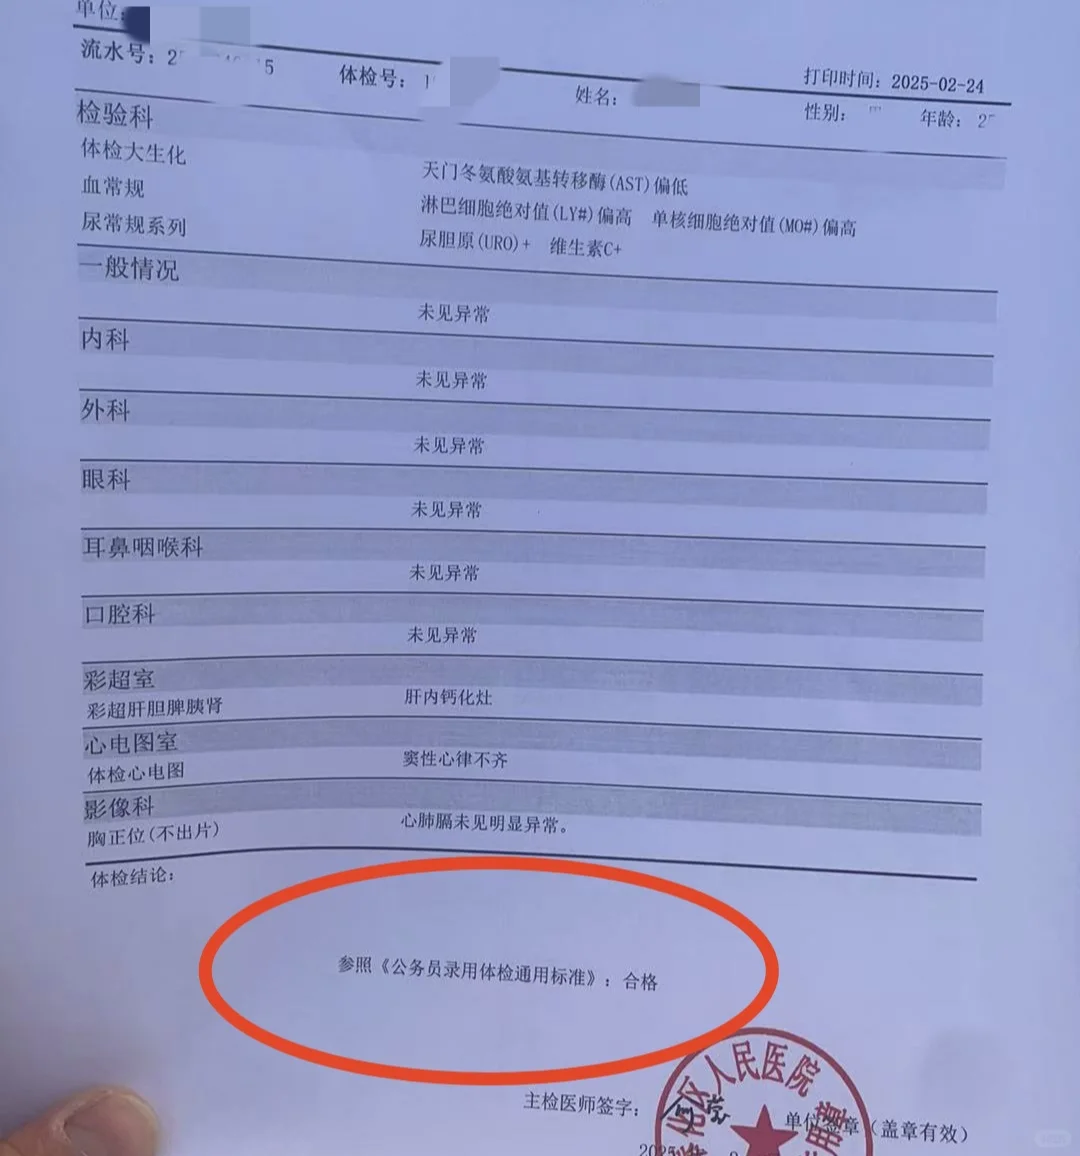 单位:
流水号: 2 5 体检号: 1 姓名: 打印时间: 2025-02-24
性别: 年龄: 2
检验科
体检大生化 天门冬氨酸氨基转移酶(AST)偏低
血常规 淋巴细胞绝对值(LY#)偏高 单核细胞绝对值(MO#)偏高
尿常规系列 尿胆原(URO)+ 维生素C+
一般情况
未见异常
内科
未见异常
外科
未见异常
眼科
未见异常
耳鼻咽喉科
未见异常
口腔科
未见异常
彩超室
彩超肝胆脾胰肾 肝内钙化灶
心电图室
体检心电图 窦性心律不齐
影像科
胸正位(不出片) 心肺膈未见明显异常。
体检结论:
参照《公务员录用体检通用标准》: 合格
区人民医院
主检医师签字: 单位签章(盖章有效)